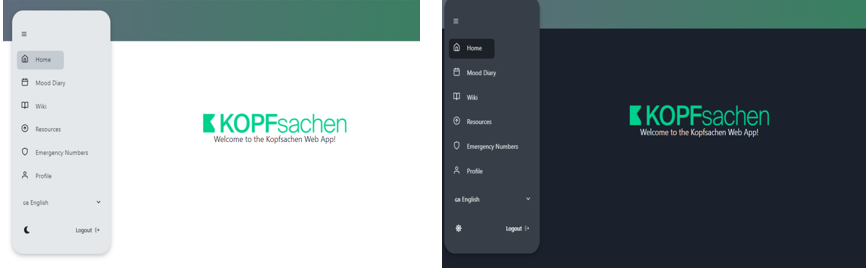 Home
Mood Diary
Wiki
Resources
Emergency Numbers
Profile
GB English
Logout
KOPFsachen
Welcome to the Kopfsachen Web App!
Home
Mood Diary
Wiki
Resources
Emergency Numbers
Profile
GB English
Logout
KOPFsachen
Welcome to the Kopfsachen Web App!